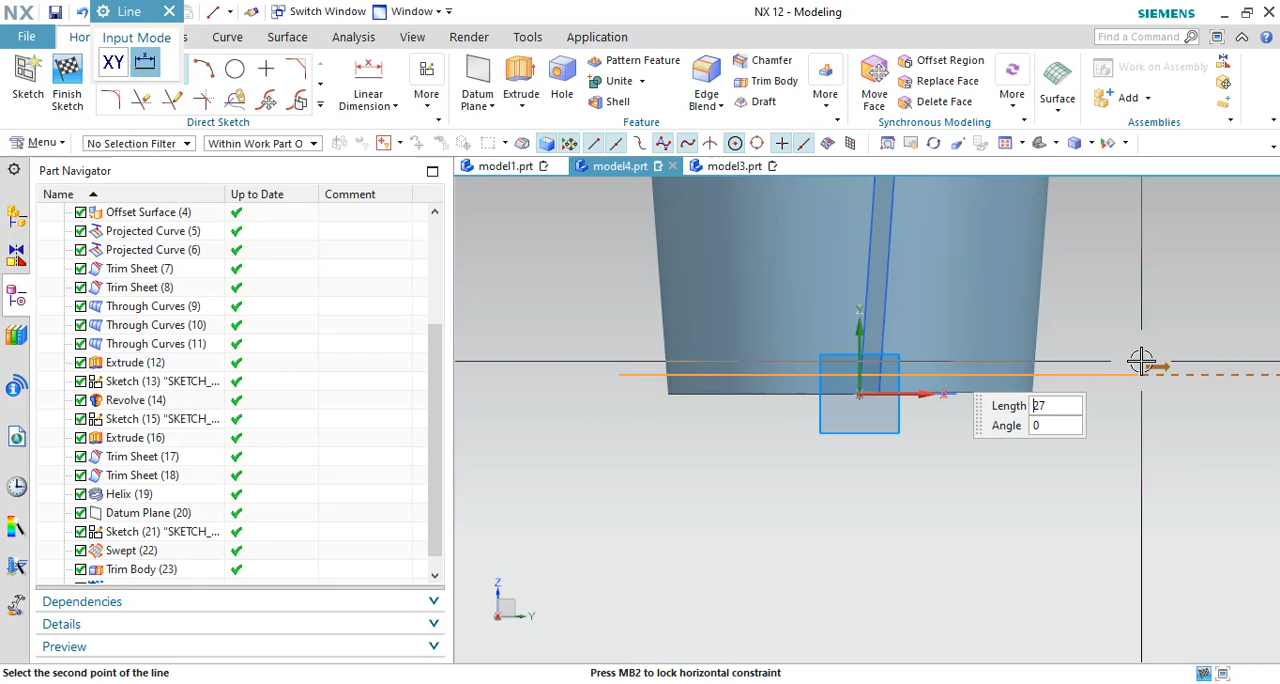 NX
Line
Switch Window
Window
NX 12 - Modeling
SIEMENS
File
Hom
Curve
Surface
Analysis
View
Render
Tools
Application
Find a Command
Input Mode
XY
Sketch
Finish Sketch
Linear Dimension
More
Direct Sketch
Datum Plane
Extrude
Hole
Pattern Feature
Unite
Shell
Edge Blend
Chamfer
Trim Body
Draft
More
Feature
Move Face
Offset Region
Replace Face
Delete Face
More
Synchronous Modeling
Surface
Work on Assembly
Add
Assemblies
Menu
No Selection Filter
Within Work Part O
Part Navigator
model1.prt
model4.prt
model3.prt
Name
Up to Date
Comment
Offset Surface (4)
Projected Curve (5)
Projected Curve (6)
Trim Sheet (7)
Trim Sheet (8)
Through Curves (9)
Through Curves (10)
Through Curves (11)
Extrude (12)
Sketch (13) "SKETCH_...
Revolve (14)
Sketch (15) "SKETCH_...
Extrude (16)
Trim Sheet (17)
Trim Sheet (18)
Helix (19)
Datum Plane (20)
Sketch (21) "SKETCH_...
Swept (22)
Trim Body (23)
Dependencies
Details
Preview
Y
X
Length 27
Angle 0
Z
Y
Select the second point of the line
Press MB2 to lock horizontal constraint